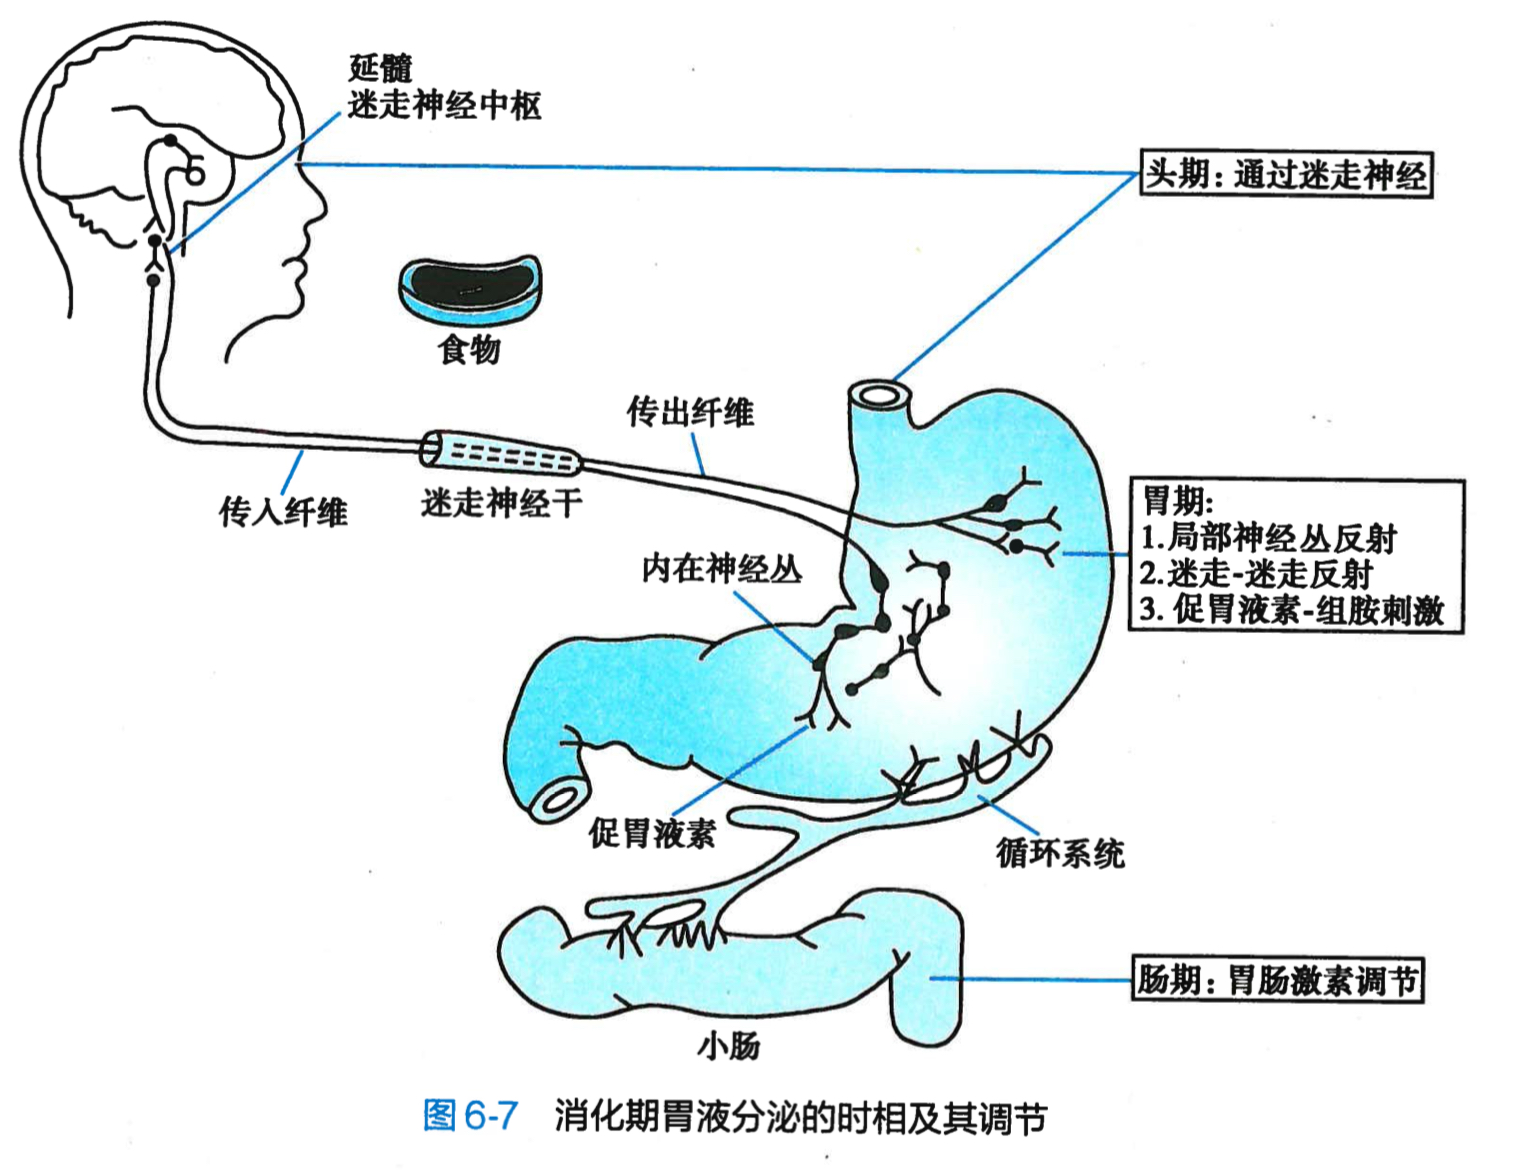 延髓
迷走神经中枢
头期：通过迷走神经
食物
传出纤维
传入纤维
迷走神经干
胃期:
1.局部神经丛反射
2.迷走-迷走反射
3. 促胃液素-组胺刺激
内在神经丛
促胃液素
循环系统
肠期：胃肠激素调节
小肠
图 6-7 消化期胃液分泌的时相及其调节